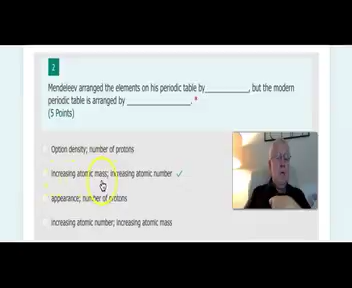 2
Mendeleev arranged the elements on his periodic table by____________, but the modern
periodic table is arranged by _________________. *
(5 Points)
Option density; number of protons
increasing atomic mass; increasing atomic number
appearance; number of protons
increasing atomic number; increasing atomic mass